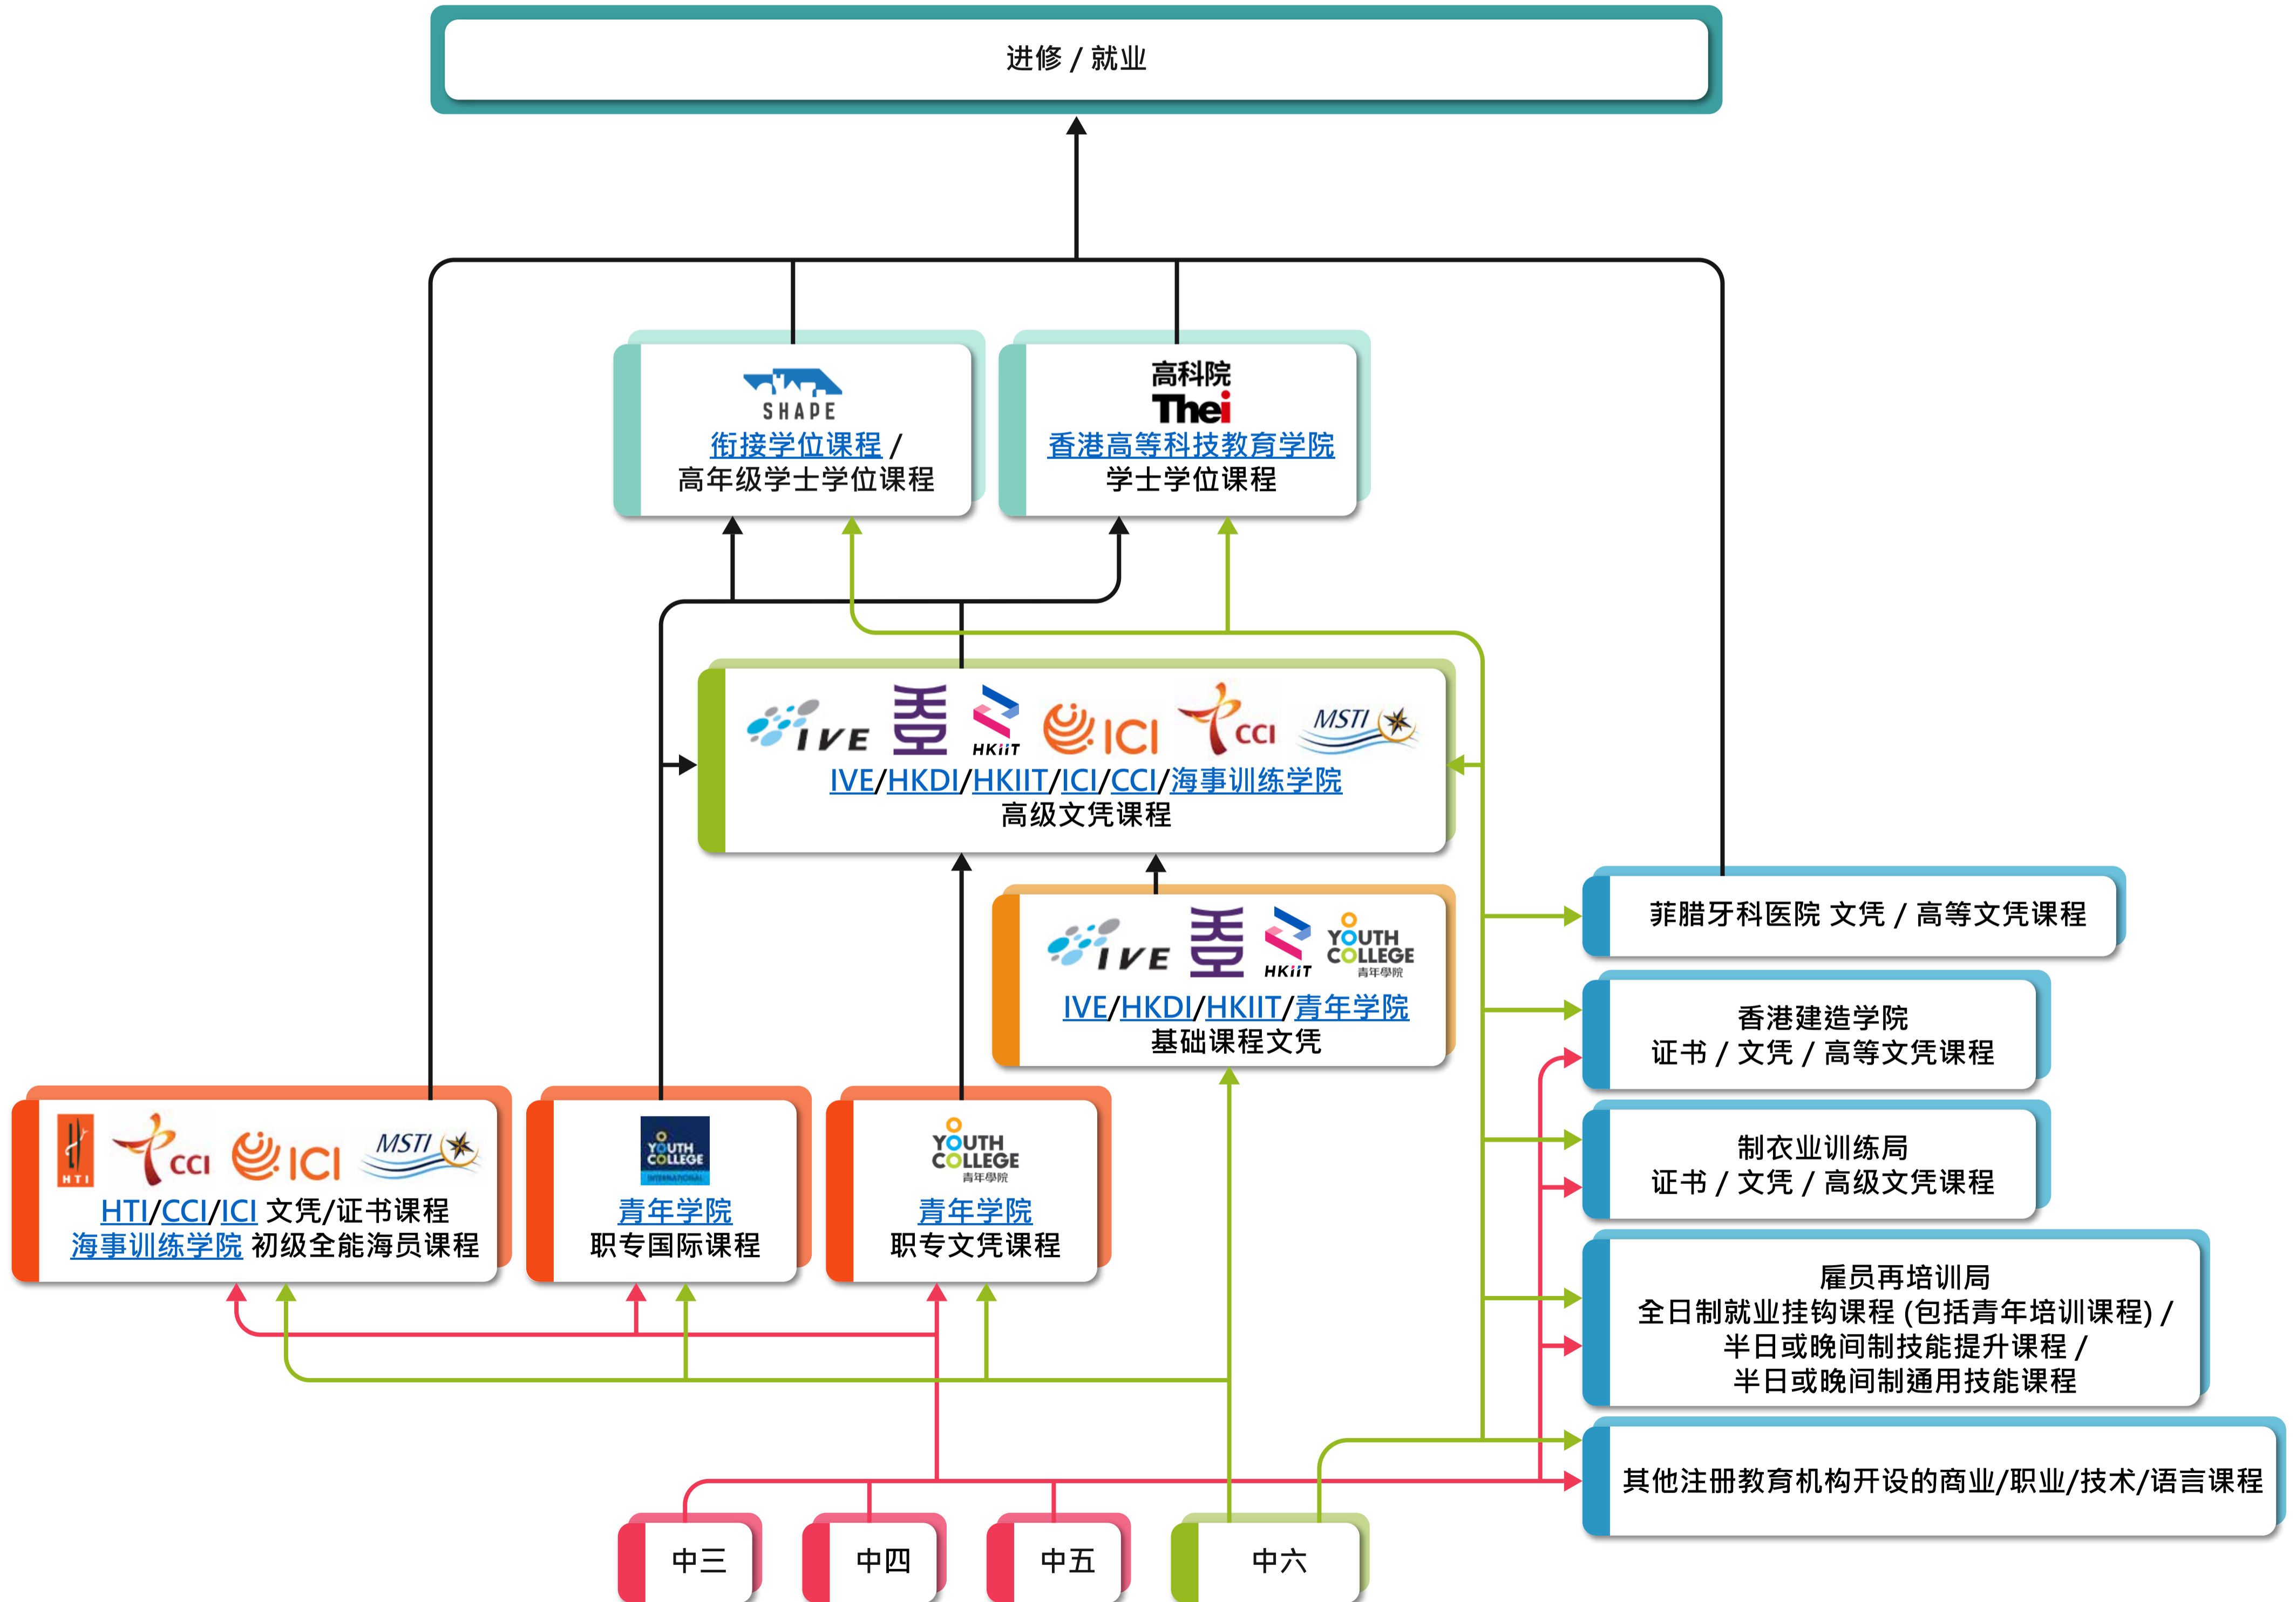 进修 / 就业
SHAPE
衔接学位课程 /
高年级学士学位课程
高科院
Thei
香港高等科技教育学院
学士学位课程
IVE
HKiiT
ICI
CCI
MSTI
IVE/HKDI/HKIIT/ICI/CCI/海事训练学院
高级文凭课程
IVE
HKiiT
YOUTH
COLLEGE
青年學院
IVE/HKDI/HKIIT/青年学院
基础课程文凭
菲腊牙科医院 文凭 / 高等文凭课程
香港建造学院
证书 / 文凭 / 高等文凭课程
制衣业训练局
证书 / 文凭 / 高级文凭课程
雇员再培训局
全日制就业挂钩课程 (包括青年培训课程) /
半日或晚间制技能提升课程 /
半日或晚间制通用技能课程
其他注册教育机构开设的商业/职业/技术/语言课程
HTI
CCI
ICI
MSTI
HTI/CCI/ICI 文凭/证书课程
海事训练学院 初级全能海员课程
YOUTH
COLLEGE
INTERNATIONAL
青年学院
职专国际课程
YOUTH
COLLEGE
青年學院
青年学院
职专文凭课程
中三
中四
中五
中六